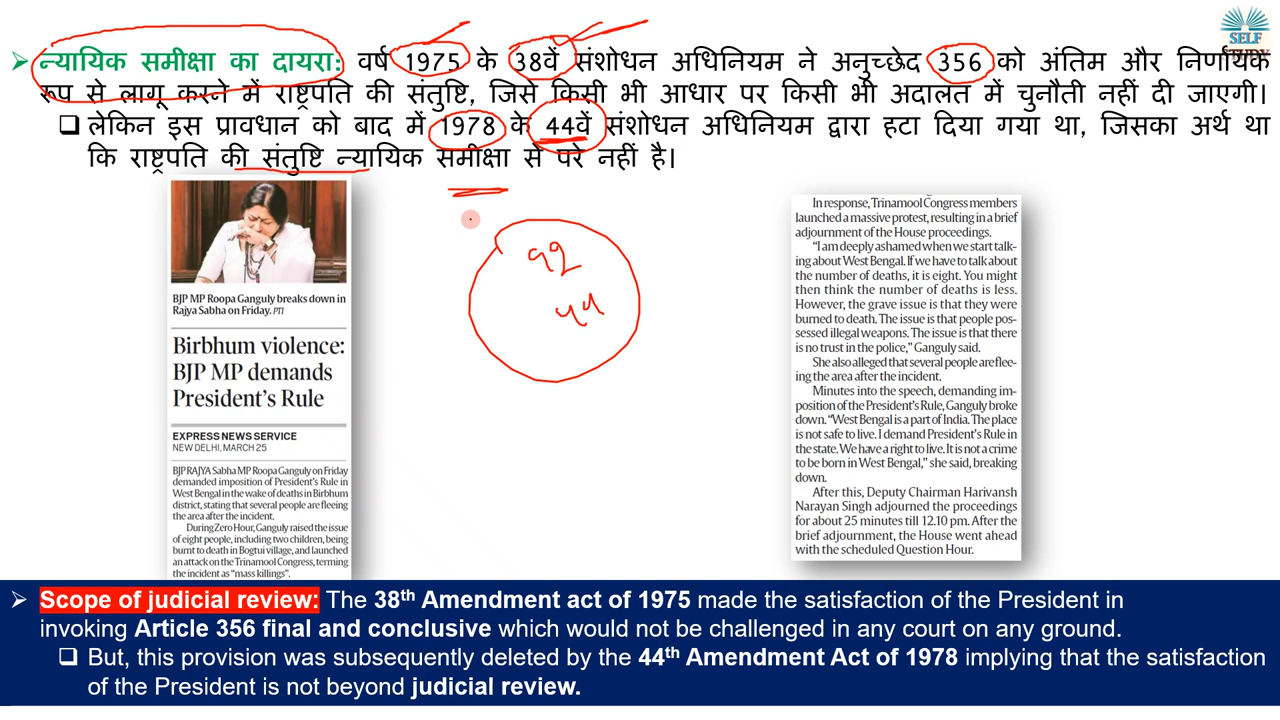 SELF
STUDY
➢ न्यायिक समीक्षा का दायरा: वर्ष 1975 के 38वें संशोधन अधिनियम ने अनुच्छेद 356 को अंतिम और निर्णायक
रूप से लागू करने में राष्ट्रपति की संतुष्टि, जिसे किसी भी आधार पर किसी भी अदालत में चुनौती नहीं दी जाएगी।
❑ लेकिन इस प्रावधान को बाद में 1978 के 44वें संशोधन अधिनियम द्वारा हटा दिया गया था, जिसका अर्थ था
कि राष्ट्रपति की संतुष्टि न्यायिक समीक्षा से परे नहीं है।
BJP MP Roopa Ganguly breaks down in
Rajya Sabha on Friday. PTI
Birbhum violence:
BJP MP demands
President's Rule
EXPRESS NEWS SERVICE
NEW DELHI, MARCH 25
BJP RAJYA Sabha MP Roopa Ganguly on Friday
demanded imposition of President's Rule in
West Bengal in the wake of deaths in Birbhum
district, stating that several people are fleeing
the area after the incident.
During Zero Hour, Ganguly raised the issue
of eight people, including two children, being
burnt to death in Bogtui village, and launched
an attack on the Trinamool Congress, terming
the incident as "mass killings".
In response, Trinamool Congress members
launched a massive protest, resulting in a brief
adjournment of the House proceedings.
"I am deeply ashamed when we start talk-
ing about West Bengal. If we have to talk about
the number of deaths, it is eight. You might
then think the number of deaths is less.
However, the grave issue is that they were
burned to death. The issue is that people pos-
sessed illegal weapons. The issue is that there
is no trust in the police," Ganguly said.
She also alleged that several people are flee-
ing the area after the incident.
Minutes into the speech, demanding im-
position of the President's Rule, Ganguly broke
down. "West Bengal is a part of India. The place
is not safe to live. I demand President's Rule in
the state. We have a right to live. It is not a crime
to be born in West Bengal," she said, breaking
down.
After this, Deputy Chairman Harivansh
Narayan Singh adjourned the proceedings
for about 25 minutes till 12.10 pm. After the
brief adjournment, the House went ahead
with the scheduled Question Hour.
➢ Scope of judicial review: The 38th Amendment act of 1975 made the satisfaction of the President in
invoking Article 356 final and conclusive which would not be challenged in any court on any ground.
❑ But, this provision was subsequently deleted by the 44th Amendment Act of 1978 implying that the satisfaction
of the President is not beyond judicial review.